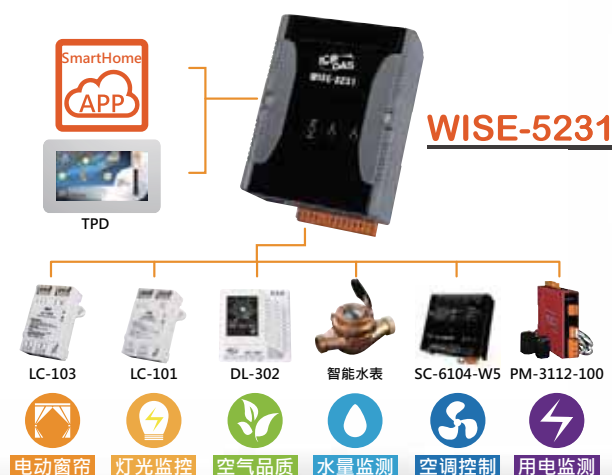 SmartHome
APP
TPD
ICP DAS
WISE-5231
WISE-5231
LC-103
LC-101
DL-302
智能水表
SC-6104-W5
PM-3112-100
电动窗帘
灯光监控
空气品质
水量监测
空调控制
用电监测